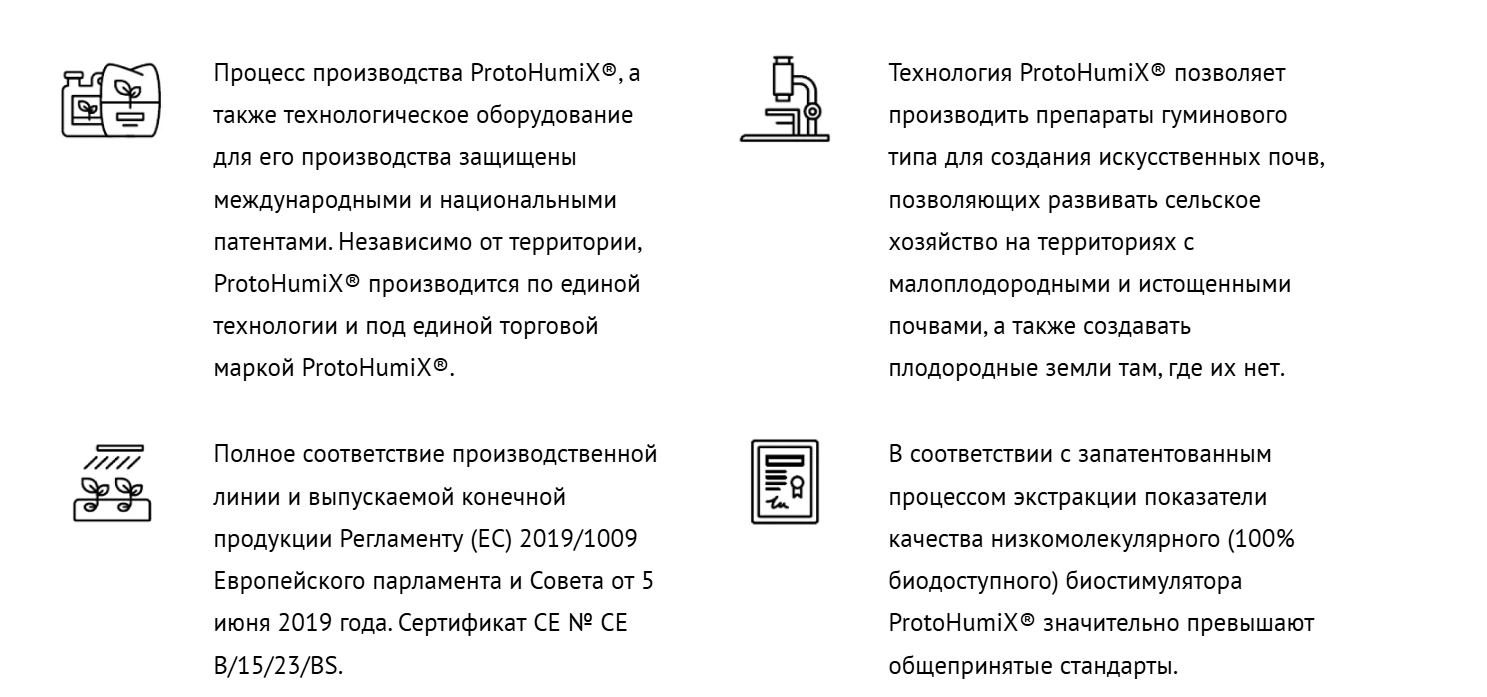 Процесс производства ProtoHumiX®, а
также технологическое оборудование
для его производства защищены
международными и национальными
патентами. Независимо от территории,
ProtoHumiX® производится по единой
технологии и под единой торговой
маркой ProtoHumiX®.
Технология ProtoHumiX® позволяет
производить препараты гуминового
типа для создания искусственных почв,
позволяющих развивать сельское
хозяйство на территориях с
малоплодородными и истощенными
почвами, а также создавать
плодородные земли там, где их нет.
Полное соответствие производственной
линии и выпускаемой конечной
продукции Регламенту (ЕС) 2019/1009
Европейского парламента и Совета от 5
июня 2019 года. Сертификат CE № CE
B/15/23/BS.
В соответствии с запатентованным
процессом экстракции показатели
качества низкомолекулярного (100%
биодоступного) биостимулятора
ProtoHumiX® значительно превышают
общепринятые стандарты.